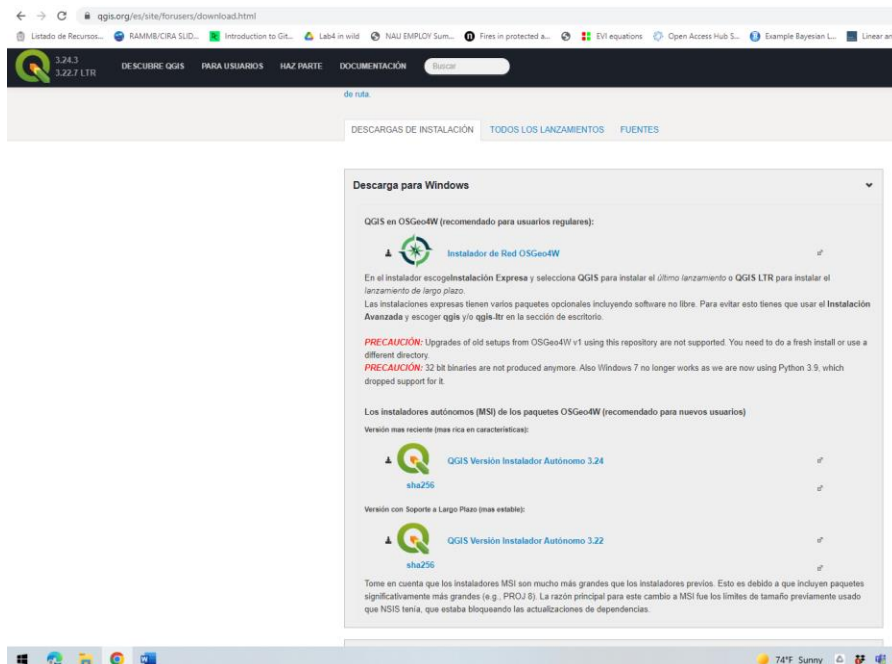 qgis.org/es/site/forusers/download.html
Listado de Recursos... RAMMB/CIRA SLID... Introduction to Git... Lab4 in wild NAU EMPLOY Sum... Fires in protected a... EVI equations Open Access Hub S... Example Bayesian L... Linear an
3.24.3
3.22.7 LTR
DESCUBRE QGIS PARA USUARIOS HAZ PARTE DOCUMENTACIÓN Buscar
de ruta.
DESCARGAS DE INSTALACIÓN TODOS LOS LANZAMIENTOS FUENTES
Descarga para Windows
QGIS en OSGeo4W (recomendado para usuarios regulares):
Instalador de Red OSGeo4W
En el instalador escogeInstalación Expresa y selecciona QGIS para instalar el último lanzamiento o QGIS LTR para instalar el
lanzamiento de largo plazo.
Las instalaciones expresas tienen varios paquetes opcionales incluyendo software no libre. Para evitar esto tienes que usar el Instalación
Avanzada y escoger qgis y/o qgis-ltr en la sección de escritorio.
PRECAUCIÓN: Upgrades of old setups from OSGeo4W v1 using this repository are not supported. You need to do a fresh install or use a
different directory.
PRECAUCIÓN: 32 bit binaries are not produced anymore. Also Windows 7 no longer works as we are now using Python 3.9, which
dropped support for it.
Los instaladores autónomos (MSI) de los paquetes OSGeo4W (recomendado para nuevos usuarios)
Versión mas reciente (mas rica en características):
QGIS Versión Instalador Autónomo 3.24
sha256
Versión con Soporte a Largo Plazo (mas estable):
QGIS Versión Instalador Autónomo 3.22
sha256
Tome en cuenta que los instaladores MSI son mucho más grandes que los instaladores previos. Esto es debido a que incluyen paquetes
significativamente más grandes (e.g., PROJ 8). La razón principal para este cambio a MSI fue los límites de tamaño previamente usado
que NSIS tenía, que estaba bloqueando las actualizaciones de dependencias.
74°F Sunny